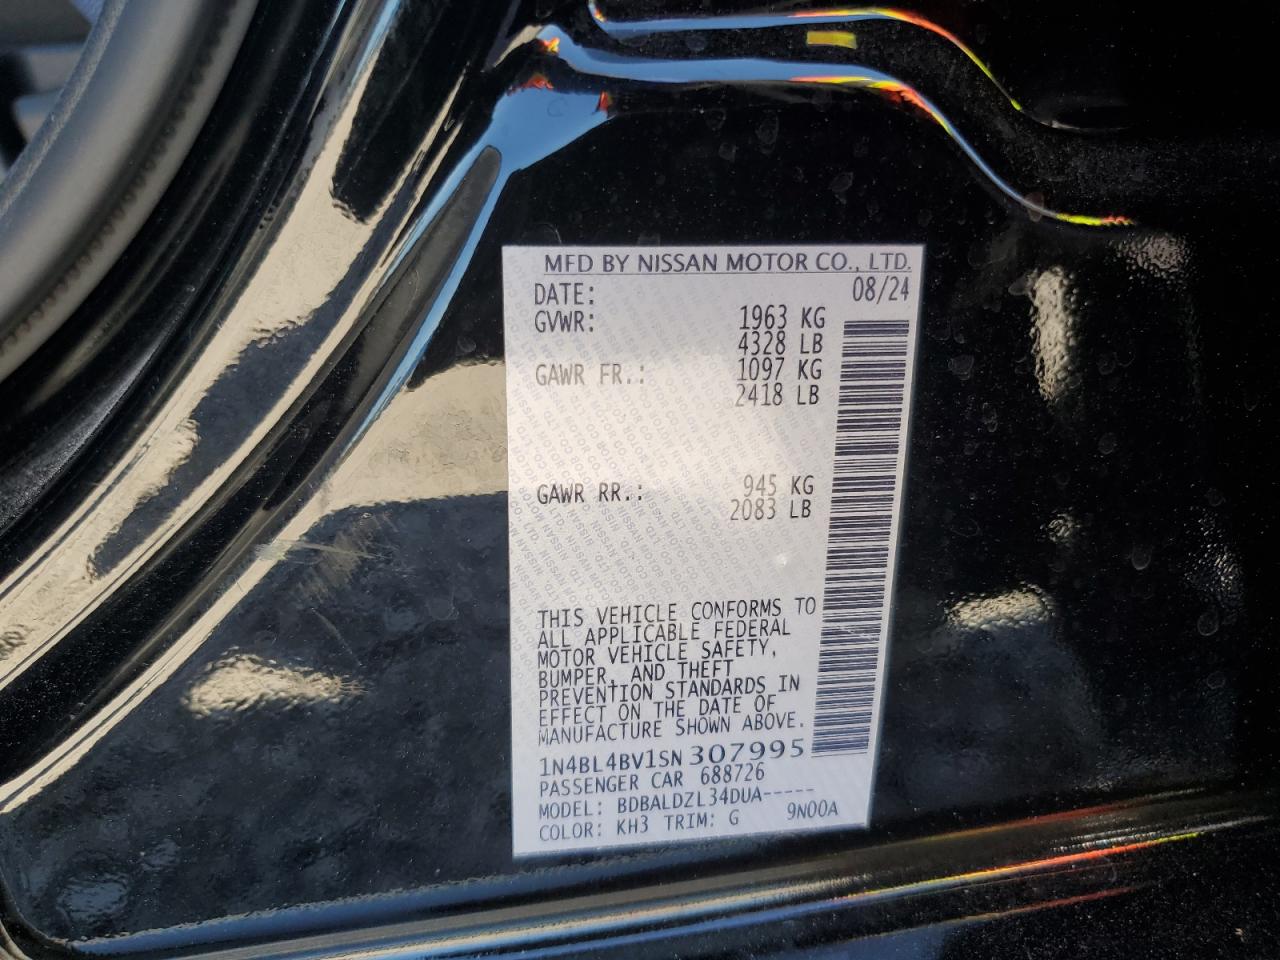 MFD BY NISSAN MOTOR CO., LTD.
DATE: 08/24
GVWR: 1963 KG
4328 LB
GAWR FR.: 1097 KG
2418 LB
GAWR RR.: 945 KG
2083 LB
THIS VEHICLE CONFORMS TO
ALL APPLICABLE FEDERAL
MOTOR VEHICLE SAFETY,
BUMPER, AND THEFT
PREVENTION STANDARDS IN
EFFECT ON THE DATE OF
MANUFACTURE SHOWN ABOVE.
1N4BL4BV1SN307995
PASSENGER CAR 688726
MODEL: BDBALDZL34DUA-----
COLOR: KH3 TRIM: G 9N00A